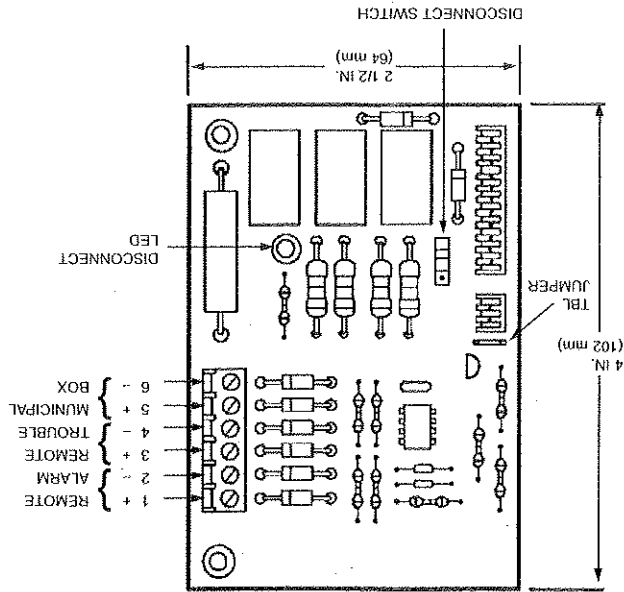 + 1 REMOTE
- 2 ALARM
+ 3 REMOTE
- 4 TROUBLE
+ 5 MUNICIPAL
- 6 BOX
4 IN.
(102 mm)
TBL
JUMPER
DISCONNECT
LED
2 1/2 IN.
(64 mm)
DISCONNECT SWITCH